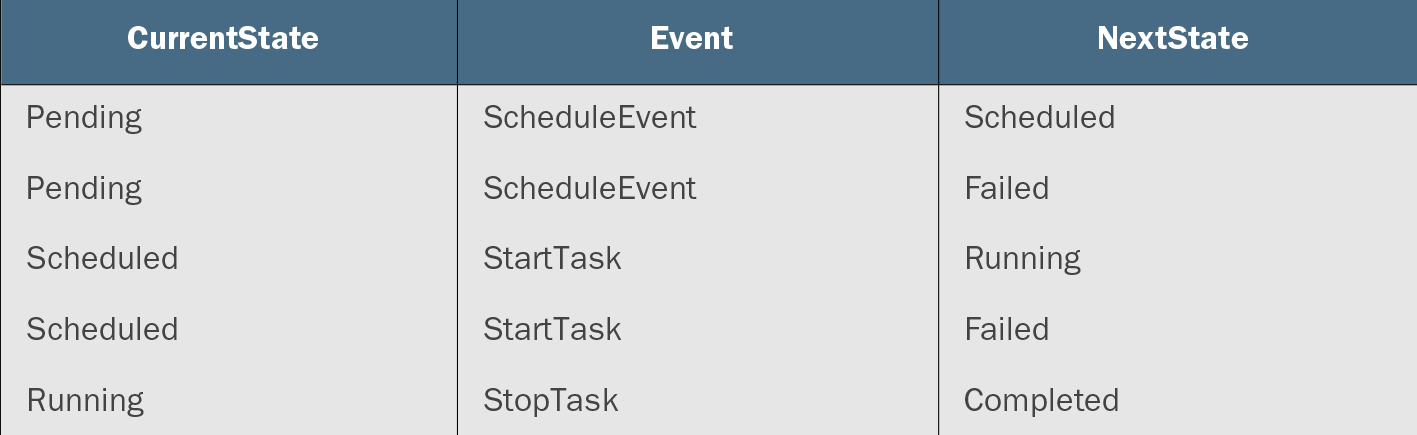 CurrentState Event NextState
Pending ScheduleEvent Scheduled
Pending ScheduleEvent Failed
Scheduled StartTask Running
Scheduled StartTask Failed
Running StopTask Completed